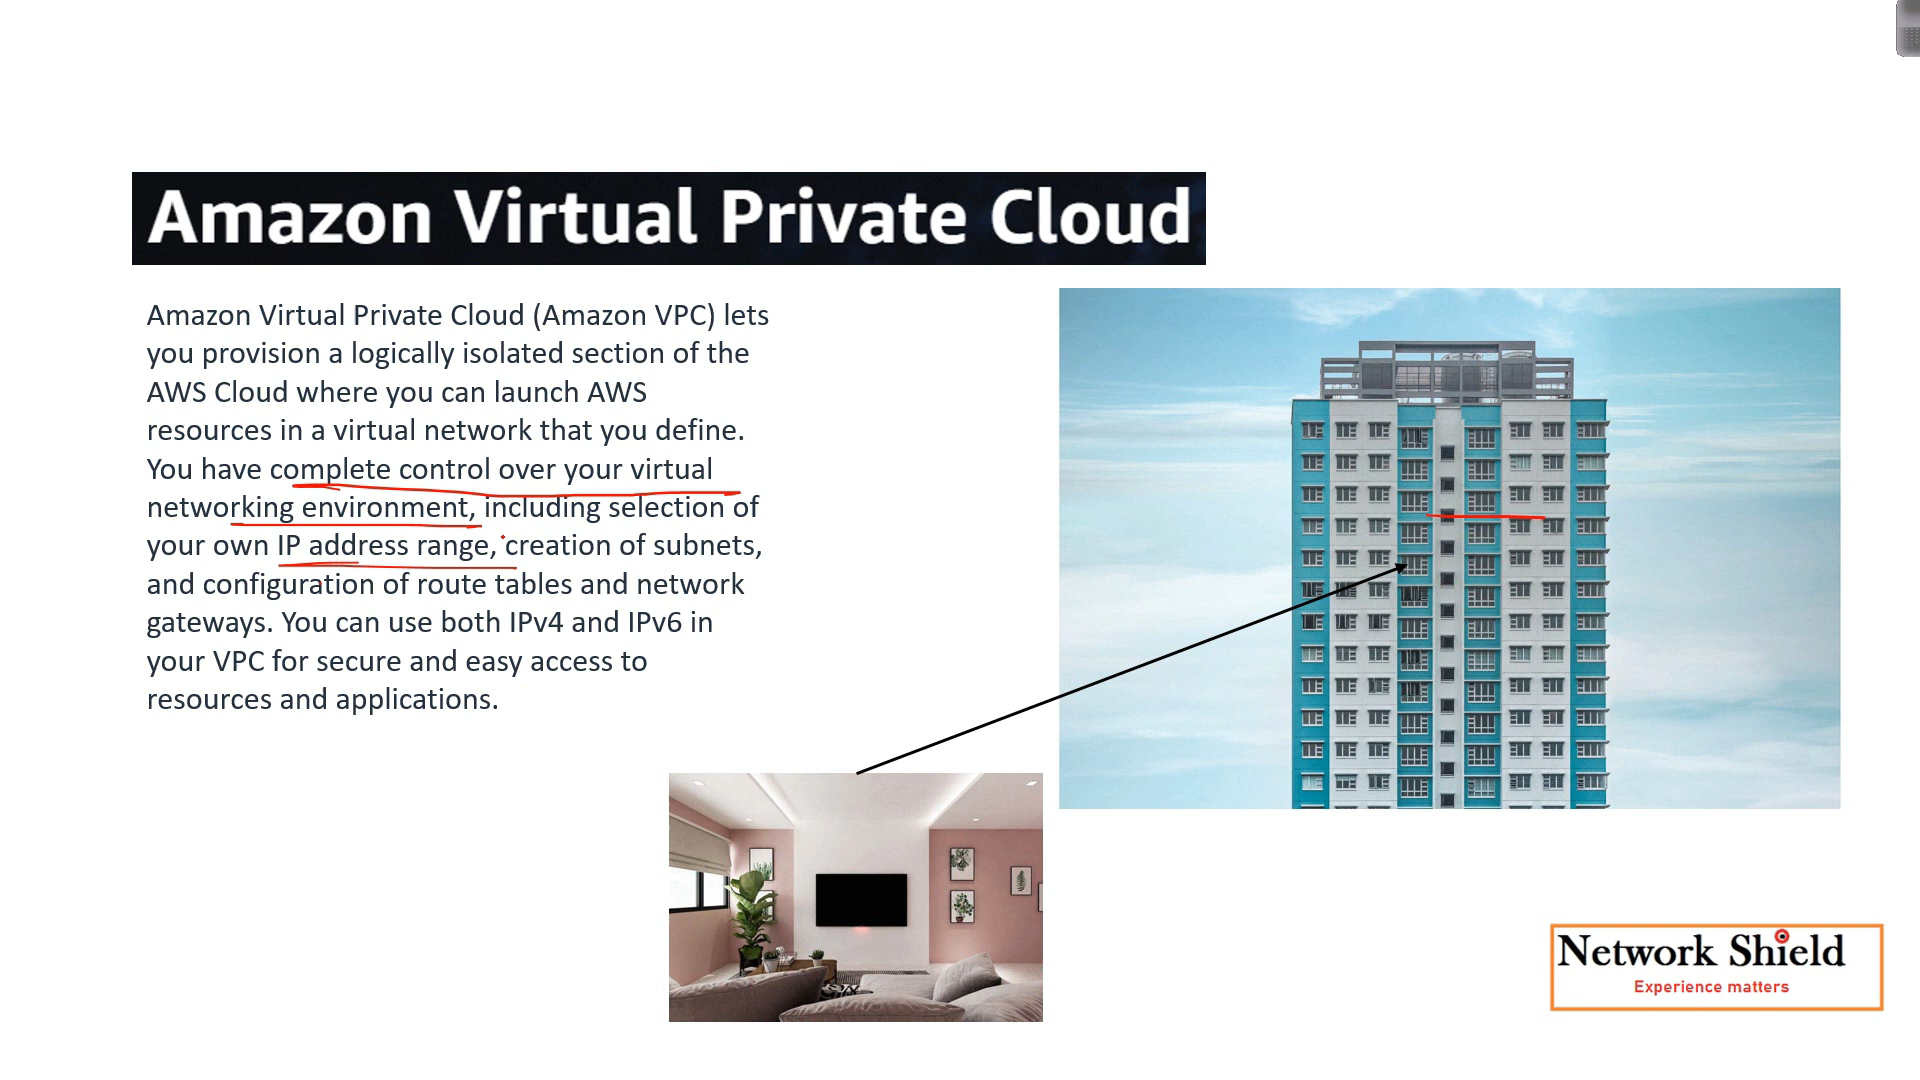 Amazon Virtual Private Cloud
Amazon Virtual Private Cloud (Amazon VPC) lets
you provision a logically isolated section of the
AWS Cloud where you can launch AWS
resources in a virtual network that you define.
You have complete control over your virtual
networking environment, including selection of
your own IP address range, creation of subnets,
and configuration of route tables and network
gateways. You can use both IPv4 and IPv6 in
your VPC for secure and easy access to
resources and applications.
Network Shield
Experience matters